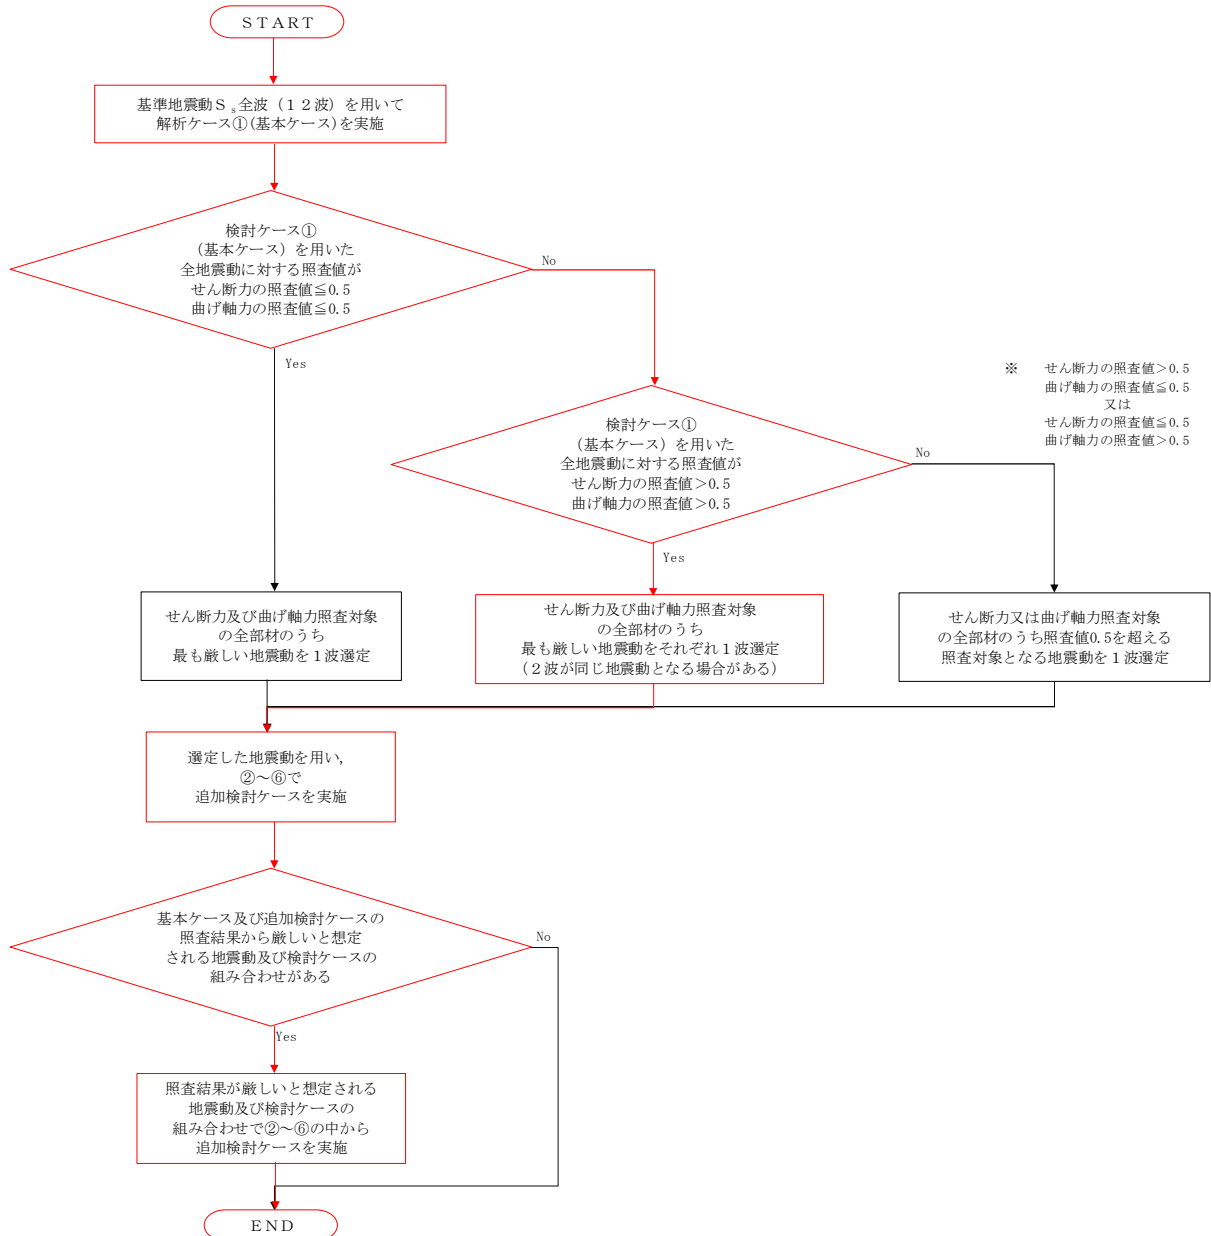 ＳＴＡＲＴ
基準地震動Ｓｓ全波（１２波）を用いて
解析ケース①(基本ケース)を実施
検討ケース①
（基本ケース）を用いた
全地震動に対する照査値が
せん断力の照査値≦0.5
曲げ軸力の照査値≦0.5
No
Yes
※　せん断力の照査値＞0.5
曲げ軸力の照査値≦0.5
又は
せん断力の照査値≦0.5
曲げ軸力の照査値＞0.5
検討ケース①
（基本ケース）を用いた
全地震動に対する照査値が
せん断力の照査値＞0.5
曲げ軸力の照査値＞0.5
No
Yes
せん断力及び曲げ軸力照査対象
の全部材のうち
最も厳しい地震動を１波選定
せん断力及び曲げ軸力照査対象
の全部材のうち
最も厳しい地震動をそれぞれ１波選定
（２波が同じ地震動となる場合がある）
せん断力又は曲げ軸力照査対象
の全部材のうち照査値0.5を超える
照査対象となる地震動を１波選定
選定した地震動を用い，
②～⑥で
追加検討ケースを実施
基本ケース及び追加検討ケースの
照査結果から厳しいと想定
される地震動及び検討ケースの
組み合わせがある
No
Yes
照査結果が厳しいと想定される
地震動及び検討ケースの
組み合わせで②～⑥の中から
追加検討ケースを実施
ＥＮＤ